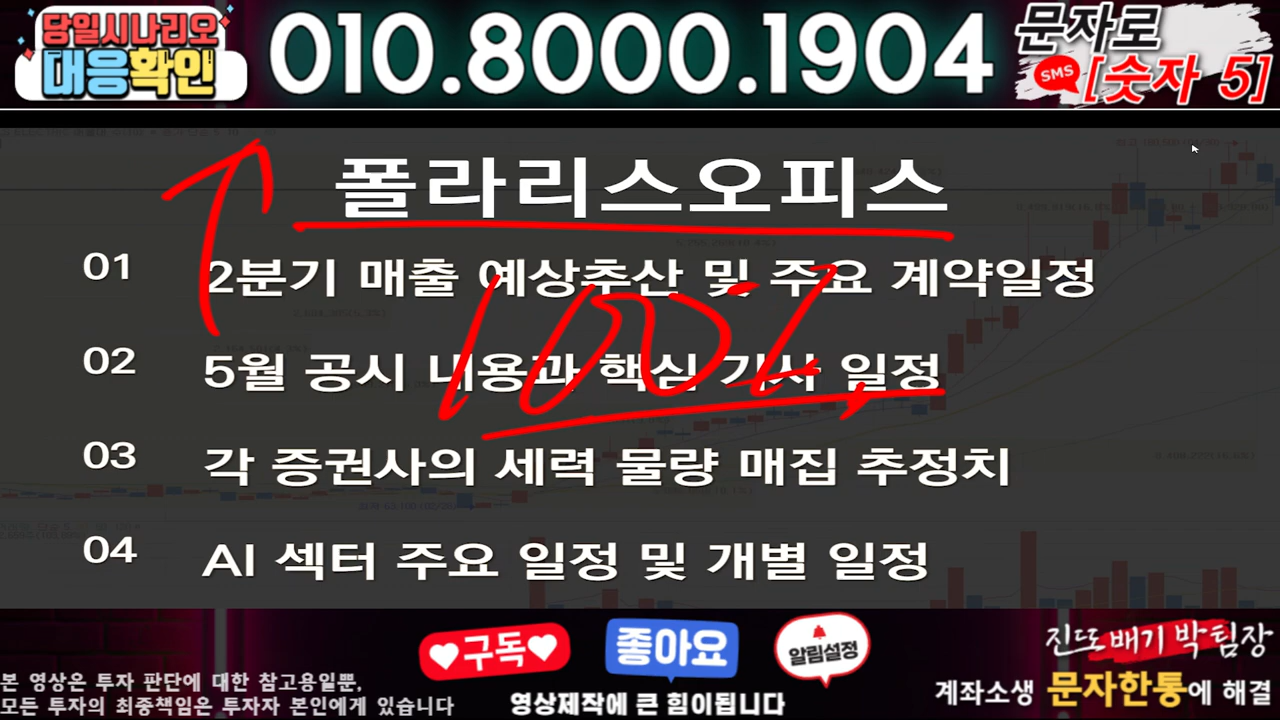 당일시나리오
대응확인
010.8000.1904
문자로
SMS [숫자 5]
폴라리스오피스
01 2분기 매출 예상추산 및 주요 계약일정
100%
02 5월 공시 내용과 핵심 기사 일정
03 각 증권사의 세력 물량 매집 추정치
04 AI 섹터 주요 일정 및 개별 일정
구독
좋아요
알림설정
영상제작에 큰 힘이됩니다
본 영상은 투자 판단에 대한 참고용일뿐,
모든 투자의 최종책임은 투자자 본인에게 있습니다
진또배기 박팀장
계좌소생 문자한통에 해결